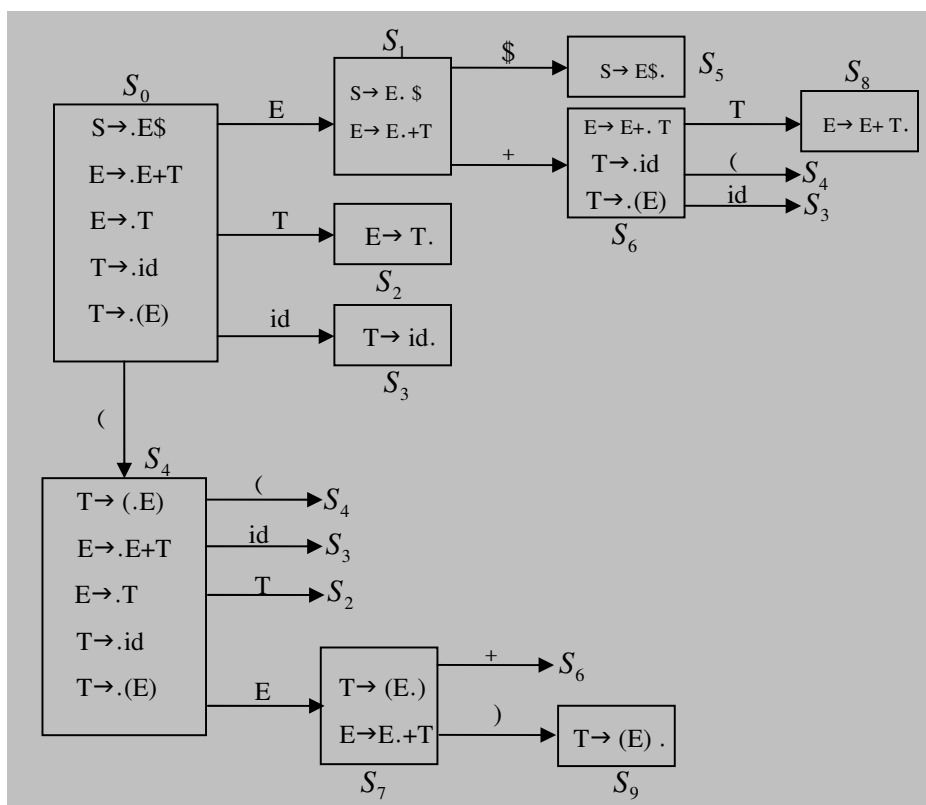 S0
S→.E$
E→.E+T
E→.T
T→.id
T→.(E)
E
S1
S→ E. $
E→ E.+T
$
S→ E$.
S5
+
E→ E+. T
T→.id
T→.(E)
S6
T
S8
E→ E+ T.
(
S4
id
S3
T
E→ T.
S2
id
T→ id.
S3
(
S4
T→ (.E)
E→.E+T
E→.T
T→.id
T→.(E)
(
S4
id
S3
T
S2
E
T→ (E.)
E→E.+T
S7
+
S6
)
T→ (E) .
S9